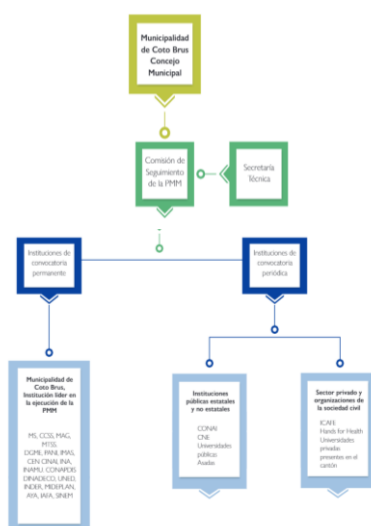 Municipalidad
de Coto Brus
Concejo
Municipal
Comisión de
Seguimiento
de la PMM
Secretaría
Técnica
Instituciones de
convocatoria
permanente
Instituciones de
convocatoria
periódica
Municipalidad de
Coto Brus,
Institución líder en
la ejecución de la
PMM
MS, CCSS, MAG,
MTSS,
DGME, PANI, IMAS,
CEN CINAI, INA,
INAMU, CONAPDIS
DINADECO, UNED,
INDER, MIDEPLAN,
AYA, IAFA, SINEM
Instituciones
públicas estatales
y no estatales
CONAI
CNE
Universidades
públicas
Asadas
Sector privado y
organizaciones de
la sociedad civil
ICAFE
Hands for Health
Universidades
privadas
presentes en el
cantón